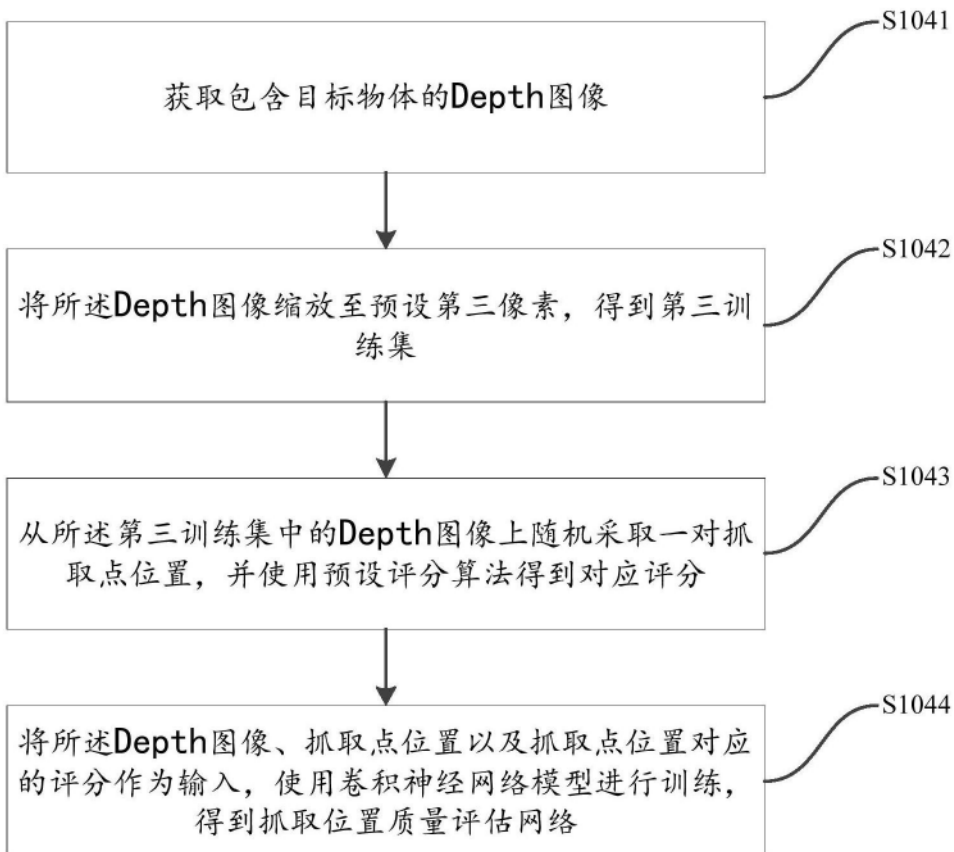 S1041
获取包含目标物体的Depth图像
S1042
将所述Depth图像缩放至预设第三像素，得到第三训
练集
S1043
从所述第三训练集中的Depth图像上随机采取一对抓
取点位置，并使用预设评分算法得到对应评分
S1044
将所述Depth图像、抓取点位置以及抓取点位置对应
的评分作为输入，使用卷积神经网络模型进行训练，
得到抓取位置质量评估网络